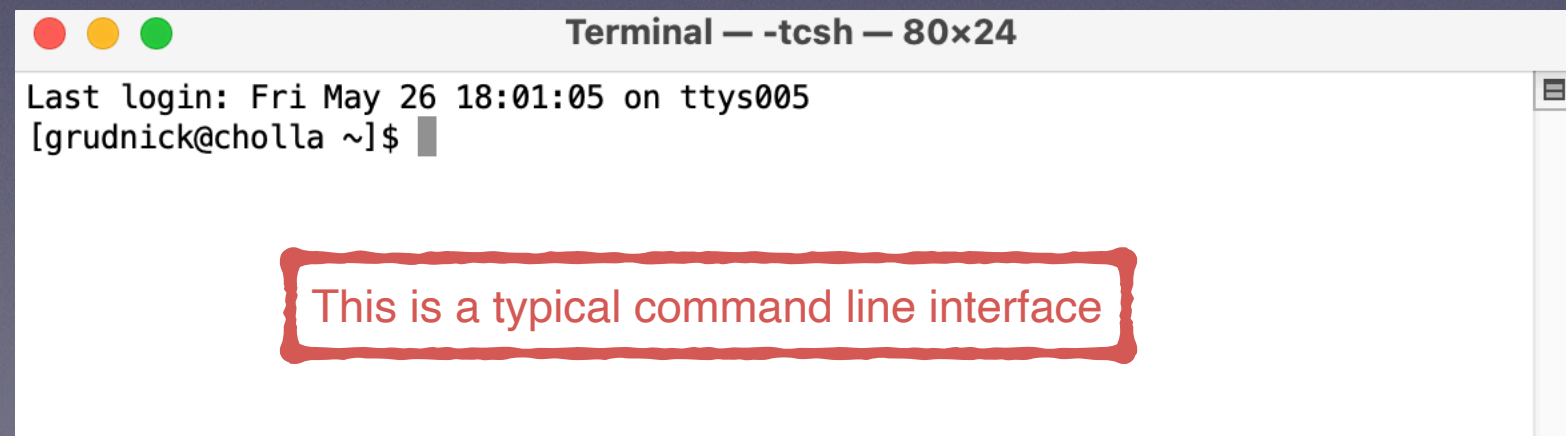 Terminal — -tcsh — 80×24
Last login: Fri May 26 18:01:05 on ttys005
[grudnick@cholla ~]$
This is a typical command line interface